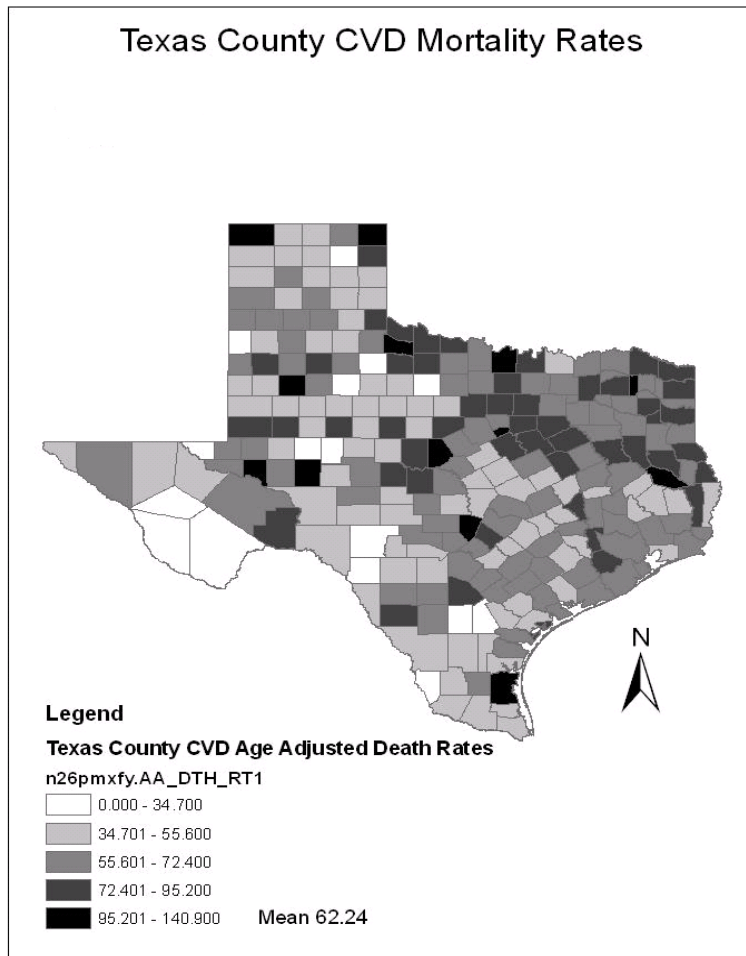 Texas County CVD Mortality Rates
N
Legend
Texas County CVD Age Adjusted Death Rates
n26pmxfy.AA_DTH_RT1
0.000 - 34.700
34.701 - 55.600
55.601 - 72.400
72.401 - 95.200
95.201 - 140.900 Mean 62.24